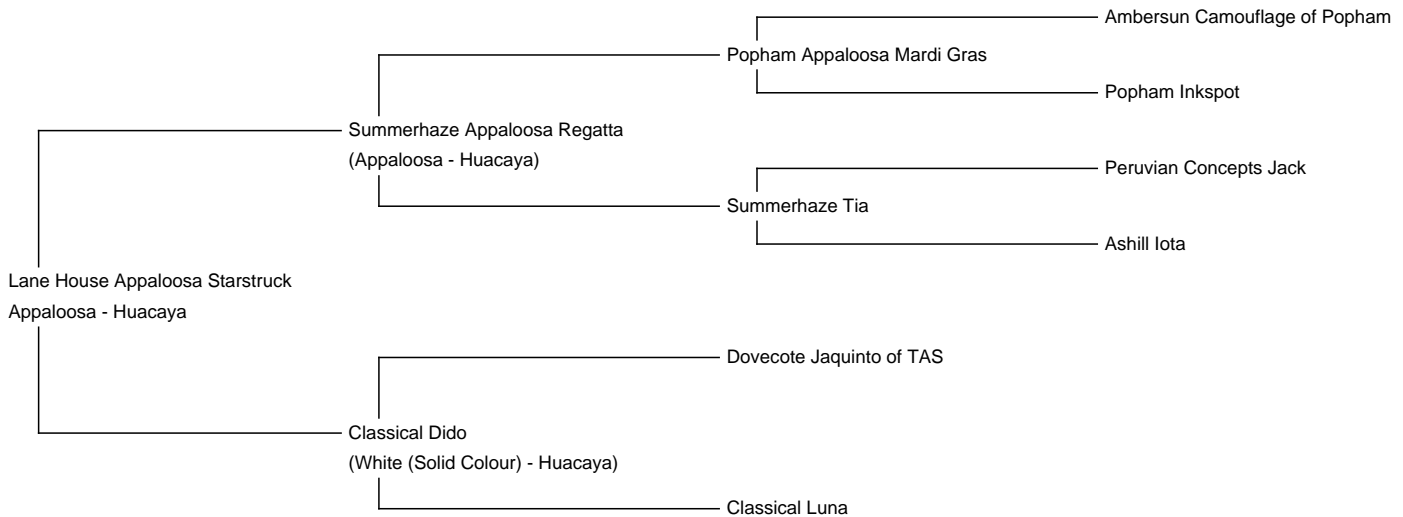 Ambersun Camouflage of Popham
Popham Appaloosa Mardi Gras
Popham Inkspot
Summerhaze Appaloosa Regatta
(Appaloosa - Huacaya)
Peruvian Concepts Jack
Summerhaze Tia
Ashill Iota
Lane House Appaloosa Starstruck
Appaloosa - Huacaya
Dovecote Jaquinto of TAS
Classical Dido
(White (Solid Colour) - Huacaya)
Classical Luna